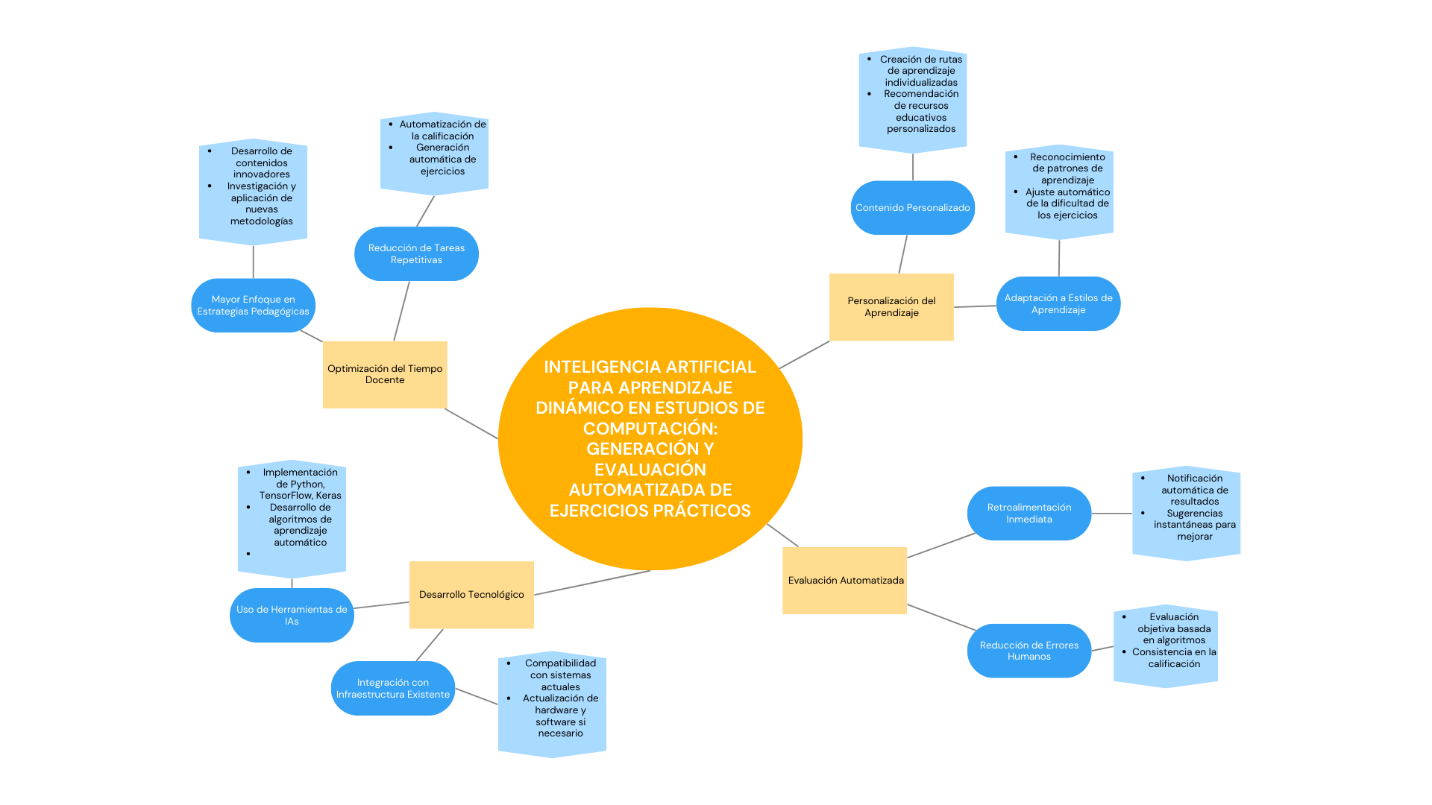 INTELIGENCIA ARTIFICIAL
PARA APRENDIZAJE
DINÁMICO EN ESTUDIOS DE
COMPUTACIÓN:
GENERACIÓN Y
EVALUACIÓN
AUTOMATIZADA DE
EJERCICIOS PRÁCTICOS
Optimización del Tiempo
Docente
Mayor Enfoque en
Estrategias Pedagógicas
• Desarrollo de
contenidos
innovadores
• Investigación y
aplicación de
nuevas
metodologías
Reducción de Tareas
Repetitivas
• Automatización de
la calificación
• Generación
automática de
ejercicios
Personalización del
Aprendizaje
Contenido Personalizado
• Creación de rutas
de aprendizaje
individualizadas
• Recomendación
de recursos
educativos
personalizados
Adaptación a Estilos de
Aprendizaje
• Reconocimiento
de patrones de
aprendizaje
• Ajuste automático
de la dificultad de
los ejercicios
Evaluación Automatizada
Retroalimentación
Inmediata
• Notificación
automática de
resultados
• Sugerencias
instantáneas para
mejorar
Reducción de Errores
Humanos
• Evaluación
objetiva basada
en algoritmos
• Consistencia en la
calificación
Desarrollo Tecnológico
Uso de Herramientas de
IAs
• Implementación
de Python,
TensorFlow, Keras
• Desarrollo de
algoritmos de
aprendizaje
automático
•
Integración con
Infraestructura Existente
• Compatibilidad
con sistemas
actuales
• Actualización de
hardware y
software si
necesario